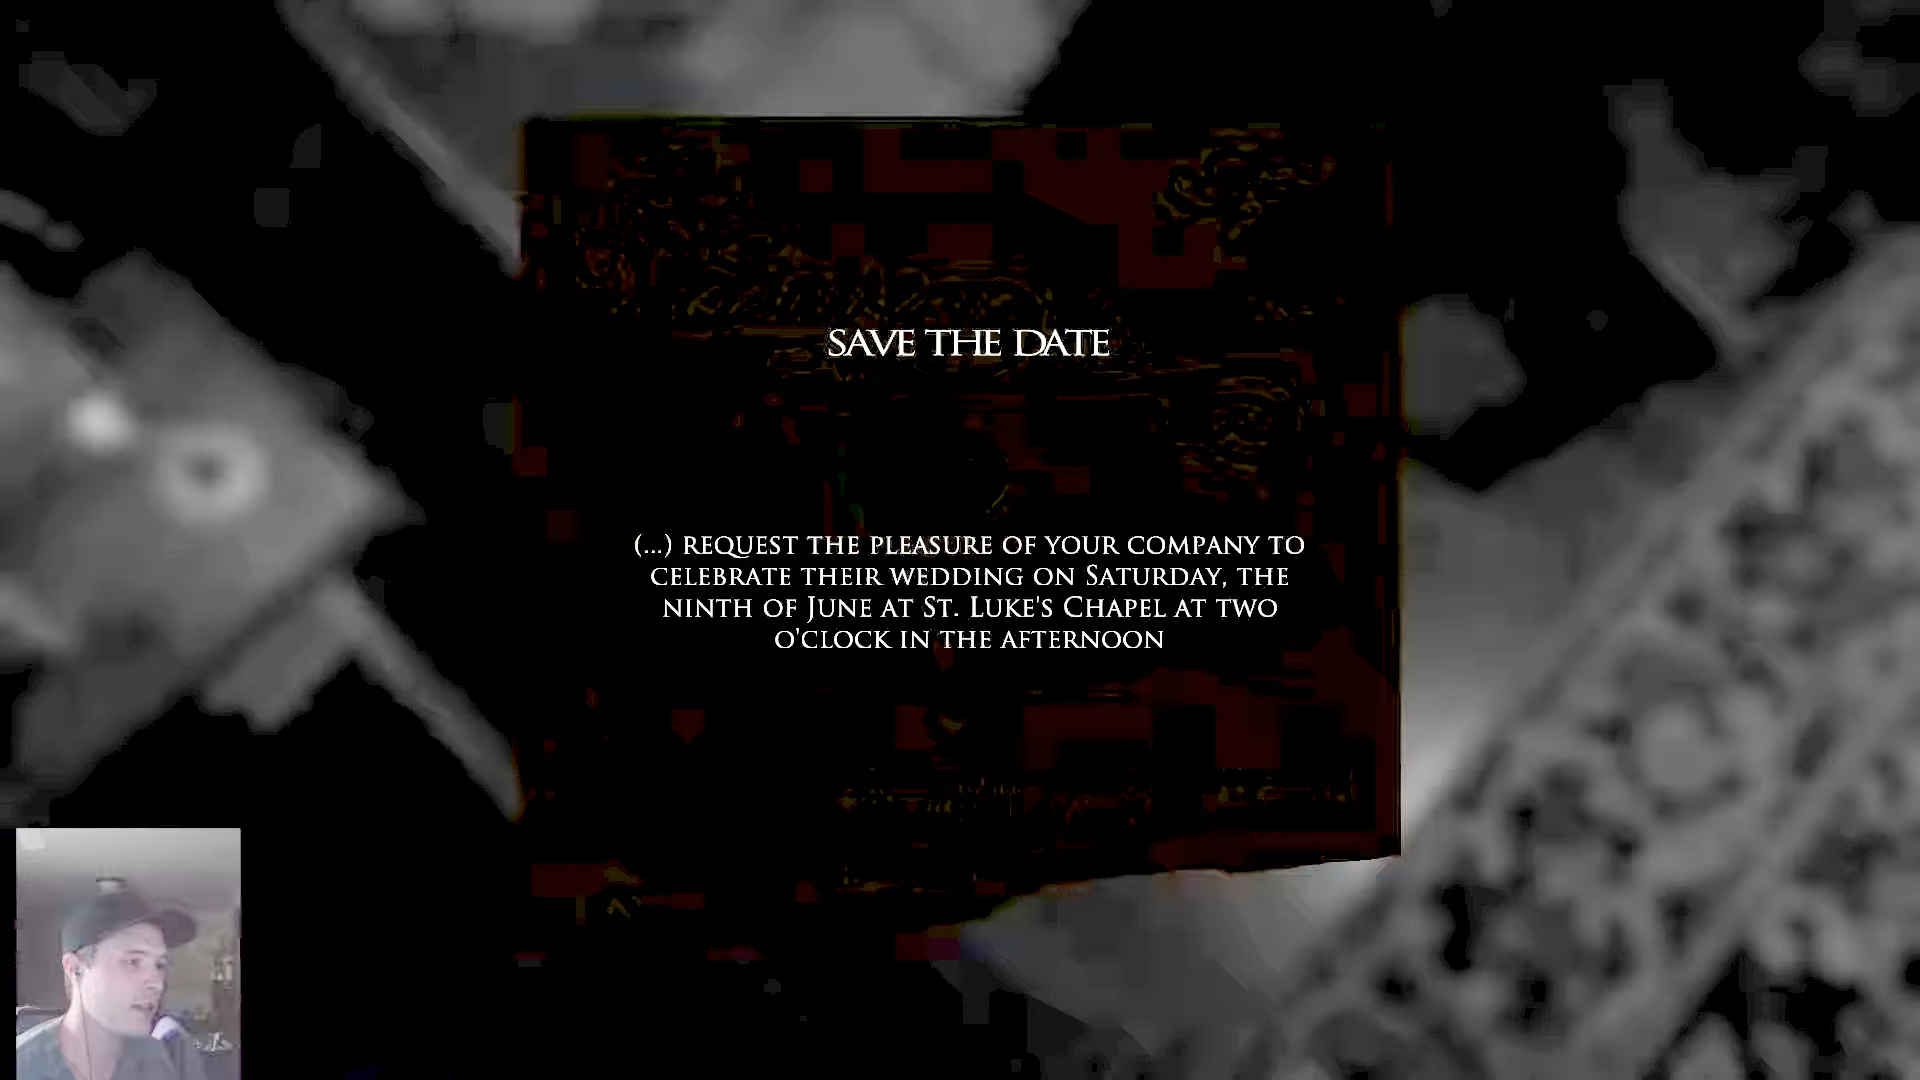 SAVE THE DATE
(...) REQUEST THE PLEASURE OF YOUR COMPANY TO
CELEBRATE THEIR WEDDING ON SATURDAY, THE
NINTH OF JUNE AT ST. LUKE'S CHAPEL AT TWO
O'CLOCK IN THE AFTERNOON